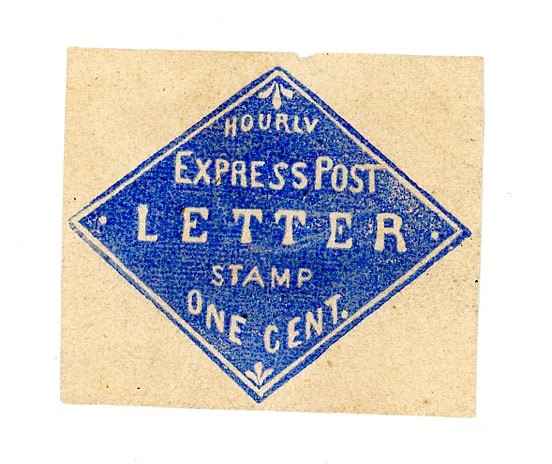 HOURLY
EXPRESS POST
LETTER
STAMP
ONE CENT.